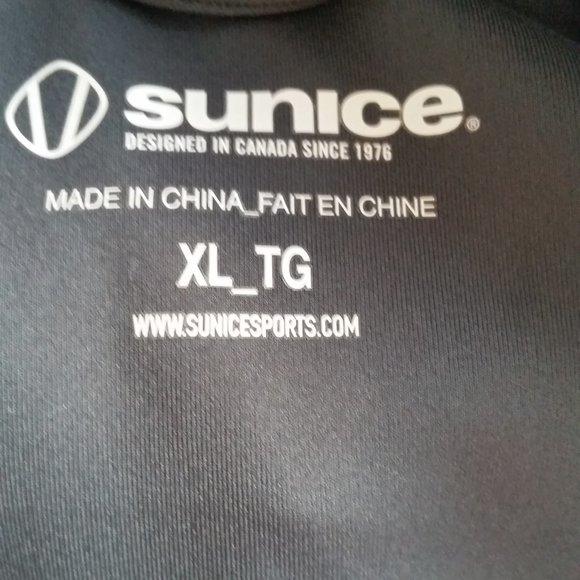 sunice®
DESIGNED IN CANADA SINCE 1976
MADE IN CHINA_FAIT EN CHINE
XL_TG
WWW.SUNICESPORTS.COM